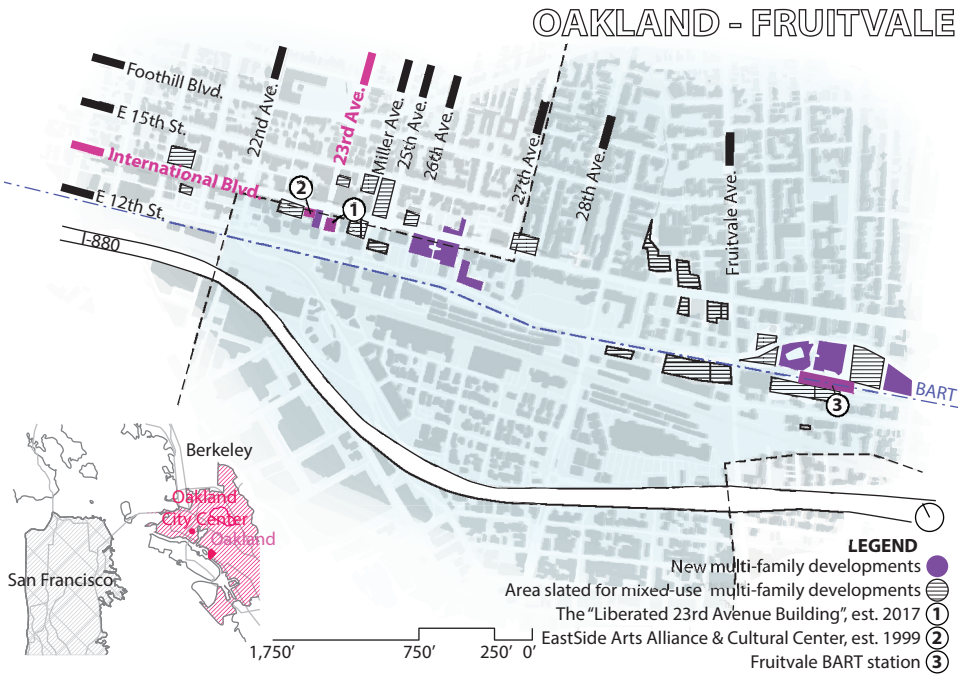 OAKLAND - FRUITVALE
Foothill Blvd.
E 15th St.
International Blvd.
E 12th St.
-880
22nd Ave.
23rd Ave.
Miller Ave.
25th Ave.
26th Ave.
27th Ave.
28th Ave.
Fruitvale Ave.
2
1
3
BART
Berkeley
Oakland
City Center
Oakland
San Francisco
LEGEND
New multi-family developments
Area slated for mixed-use multi-family developments
The "Liberated 23rd Avenue Building", est. 2017 1
EastSide Arts Alliance & Cultural Center, est. 1999 2
Fruitvale BART station 3
1,750' 750' 250' 0'